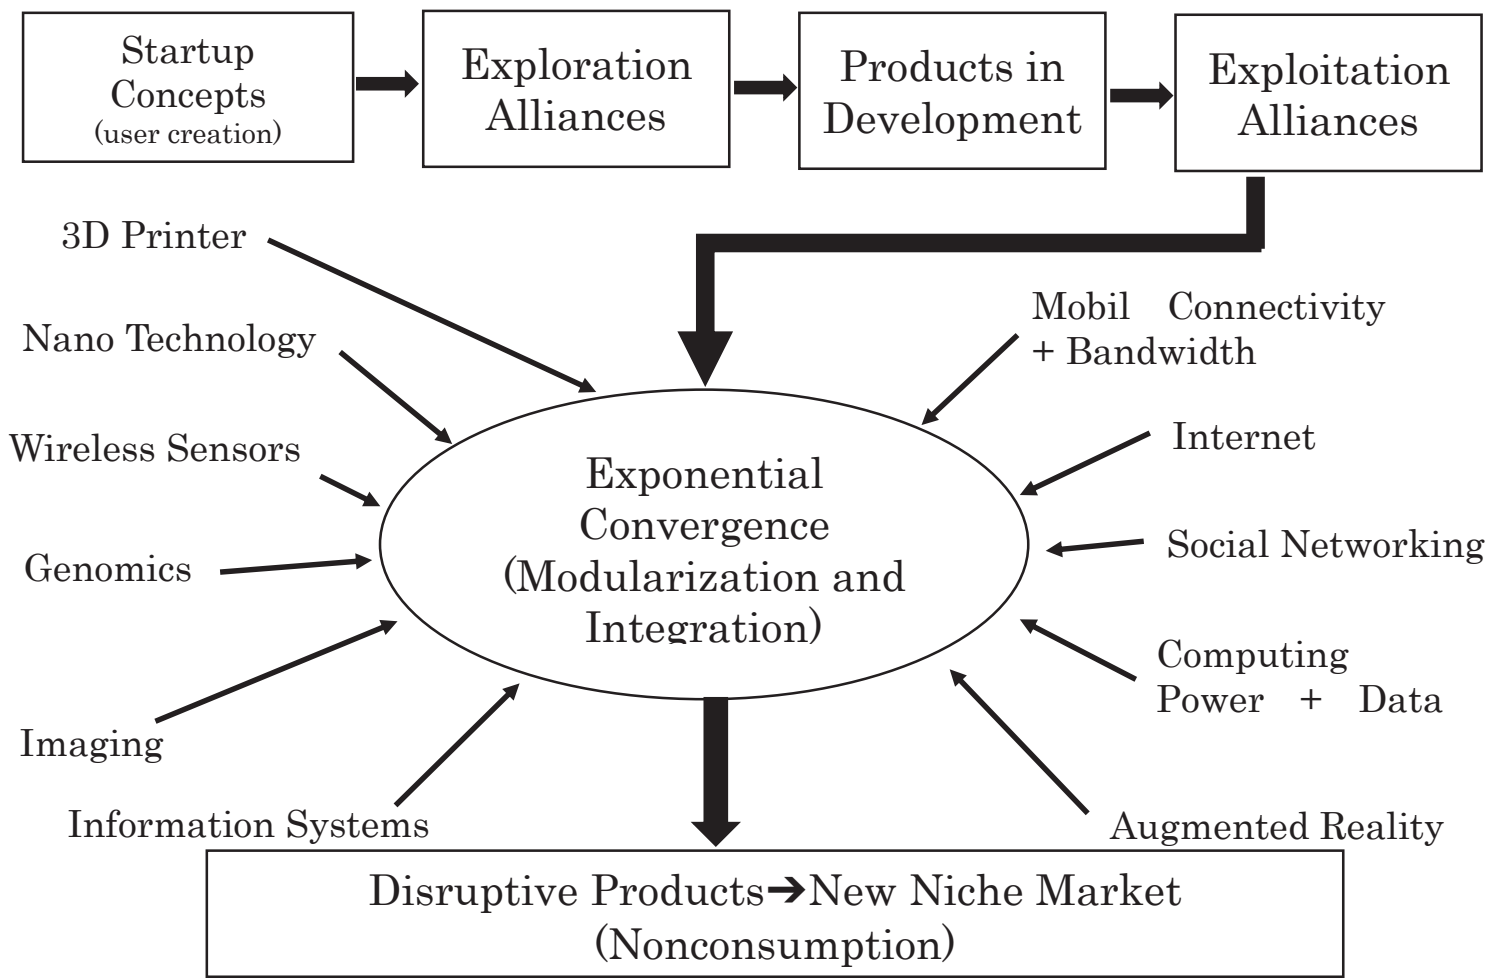 Startup
Concepts
(user creation)
Exploration
Alliances
Products in
Development
Exploitation
Alliances
3D Printer
Nano Technology
Wireless Sensors
Genomics
Imaging
Information Systems
Exponential
Convergence
(Modularization and
Integration)
Mobil Connectivity
+ Bandwidth
Internet
Social Networking
Computing
Power + Data
Augmented Reality
Disruptive Products➔New Niche Market
(Nonconsumption)